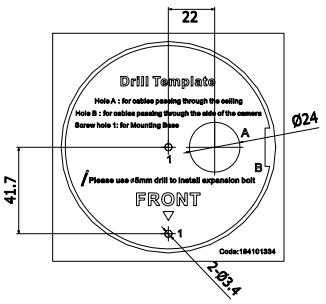 22
Drill Template
Hole A : for cables passing through the ceiling
Hole B : for cables passing through the side of the camera
Screw hole 1: for Mounting Base
A
Ø24
1
B
41.7
Please use ø5mm drill to install expansion bolt
FRONT
1
Code:194101334
2-Ø3.4